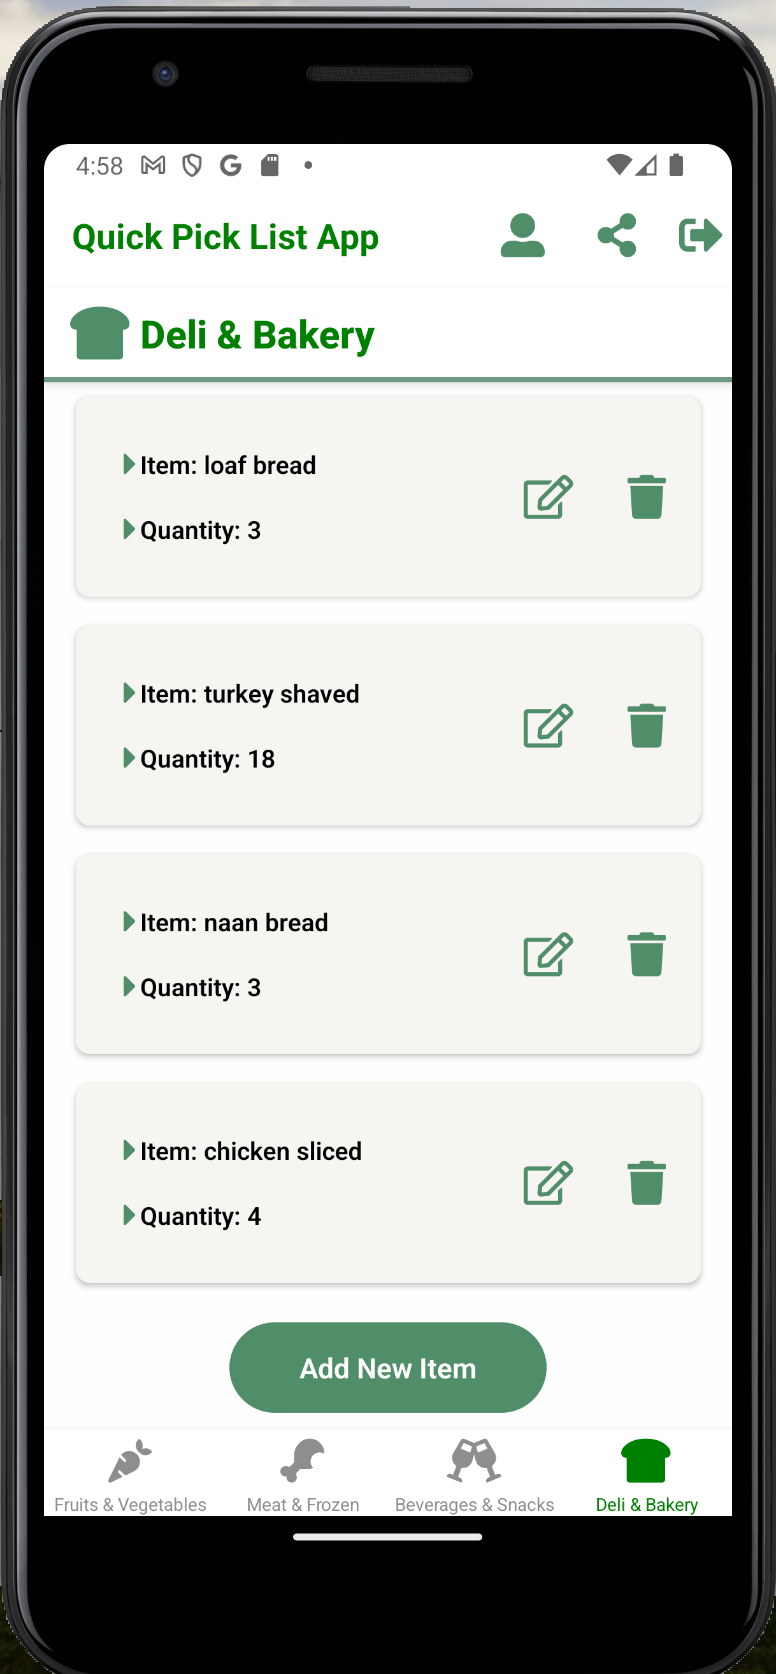 4:58
Quick Pick List App
Deli & Bakery
Item: loaf bread
Quantity: 3
Item: turkey shaved
Quantity: 18
Item: naan bread
Quantity: 3
Item: chicken sliced
Quantity: 4
Add New Item
Fruits & Vegetables Meat & Frozen Beverages & Snacks Deli & Bakery